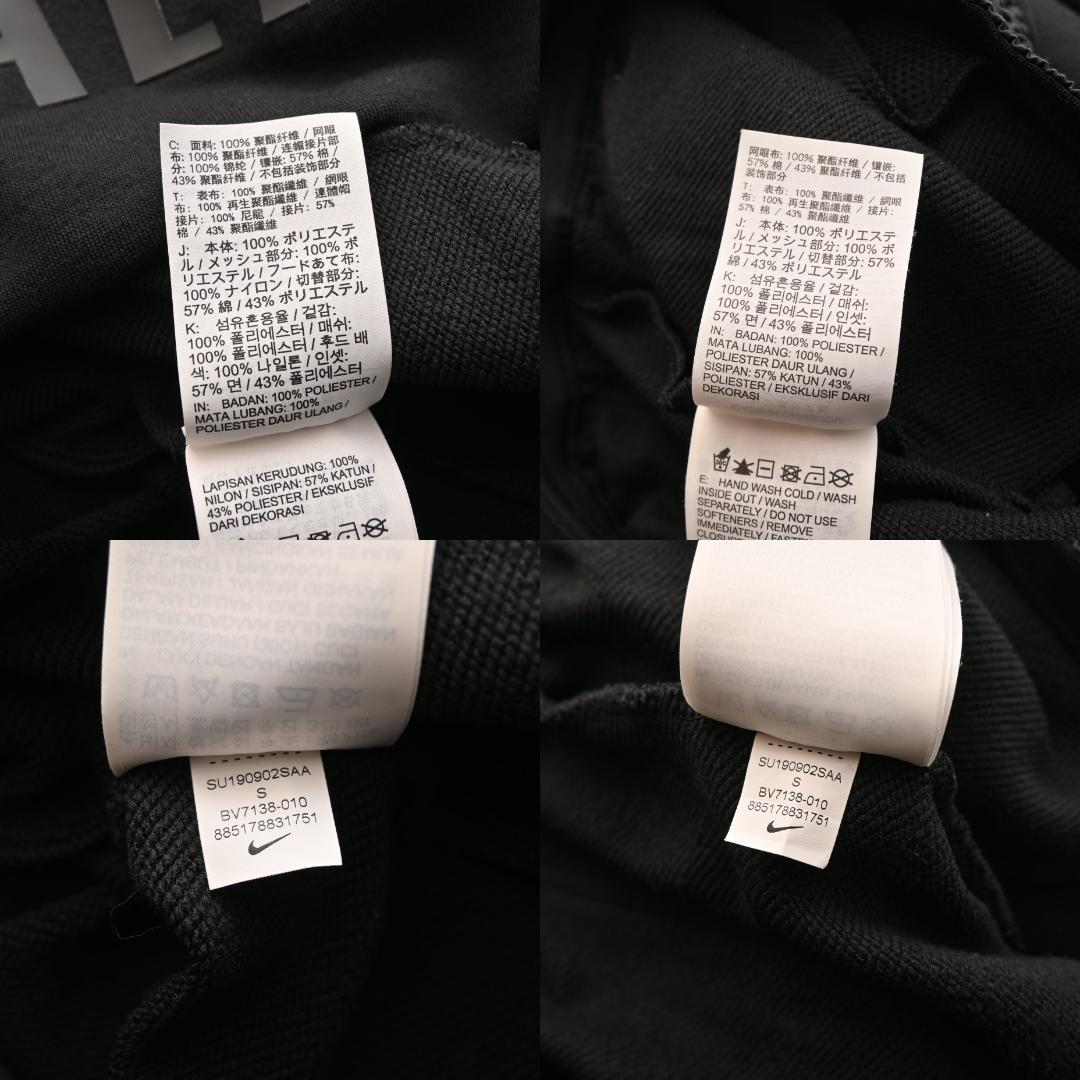 ALE
C: 面料: 100% 聚酯纤维 / 网眼
布: 100% 聚酯纤维 / 连帽接片部
分: 100% 锦纶 / 镶嵌: 57% 棉 /
43% 聚酯纤维 / 不包括装饰部分
T: 表布: 100% 聚酯纖維 / 網眼
布: 100% 再生聚酯纖維 / 連體帽
接片: 100% 尼龍 / 接片: 57%
棉 / 43% 聚酯纖維
J: 本体: 100% ポリエステ
ル / メッシュ部分: 100% ポ
リエステル / フードあて布:
100% ナイロン / 切替部分:
57% 綿 / 43% ポリエステル
K: 섬유혼용율 / 겉감:
100% 폴리에스터 / 매쉬:
100% 폴리에스터 / 후드 배
색: 100% 나일론 / 인셋:
57% 면 / 43% 폴리에스터
IN: BADAN: 100% POLIESTER /
MATA LUBANG: 100%
POLIESTER DAUR ULANG /
LAPISAN KERUDUNG: 100%
NILON / SISIPAN: 57% KATUN /
43% POLIESTER / EKSKLUSIF
DARI DEKORASI
网眼布: 100% 聚酯纤维 / 镶嵌:
57% 棉 / 43% 聚酯纤维 / 不包括
装饰部分
T: 表布: 100% 聚酯纖維 / 網眼
布: 100% 再生聚酯纖維 / 接片:
57% 棉 / 43% 聚酯纖維
J: 本体: 100% ポリエステ
ル / メッシュ部分: 100% ポ
リエステル / 切替部分: 57%
綿 / 43% ポリエステル
K: 섬유혼용율 / 겉감:
100% 폴리에스터 / 매쉬:
100% 폴리에스터 / 인셋:
57% 면 / 43% 폴리에스터
IN: BADAN: 100% POLIESTER /
MATA LUBANG: 100%
POLIESTER DAUR ULANG /
SISIPAN: 57% KATUN / 43%
POLIESTER / EKSKLUSIF DARI
DEKORASI
MADE IN CAMBODIA
E: HAND WASH COLD / WASH
INSIDE OUT / WASH
SEPARATELY / DO NOT USE
SOFTENERS / REMOVE
IMMEDIATELY / FASTEN
SU190902SAA
S
BV7138-010
885178831751
SU190902SAA
S
BV7138-010
885178831751